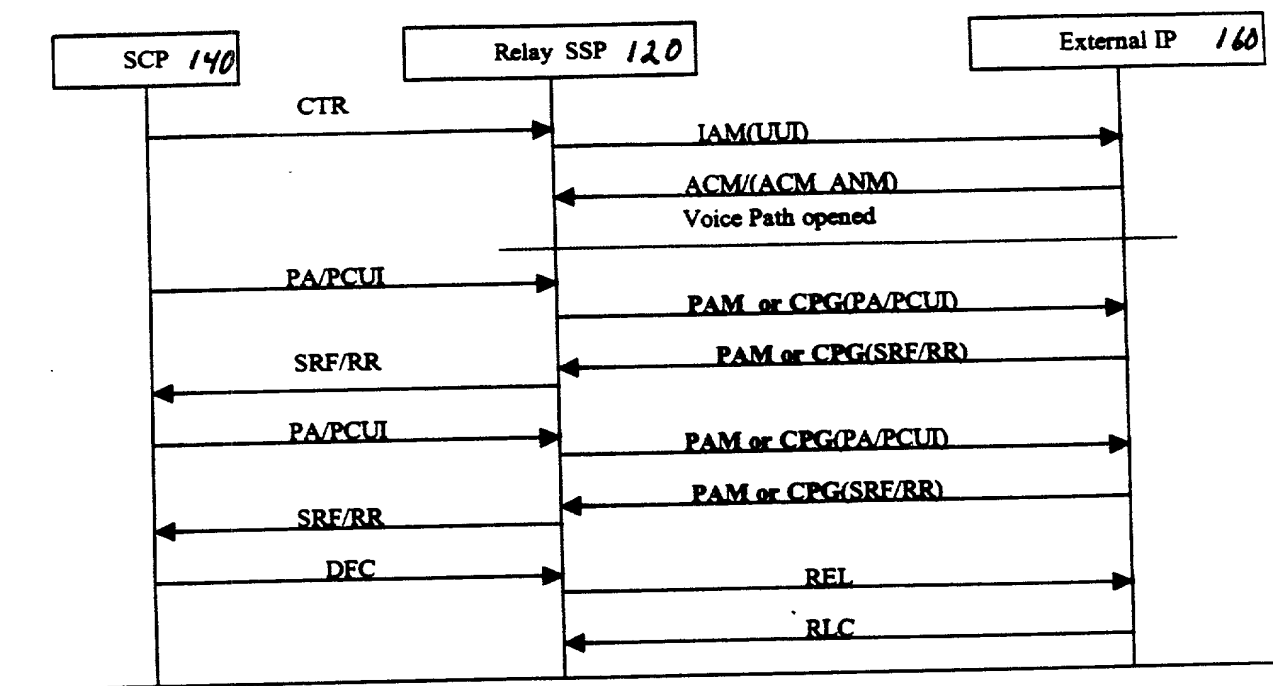 SCP 140
Relay SSP 120
External IP 160
CTR
IAM(UUI)
ACM/(ACM ANM)
Voice Path opened
PA/PCUI
PAM or CPG(PA/PCUI)
PAM or CPG(SRF/RR)
SRF/RR
PA/PCUI
PAM or CPG(PA/PCUI)
PAM or CPG(SRF/RR)
SRF/RR
DFC
REL
RLC